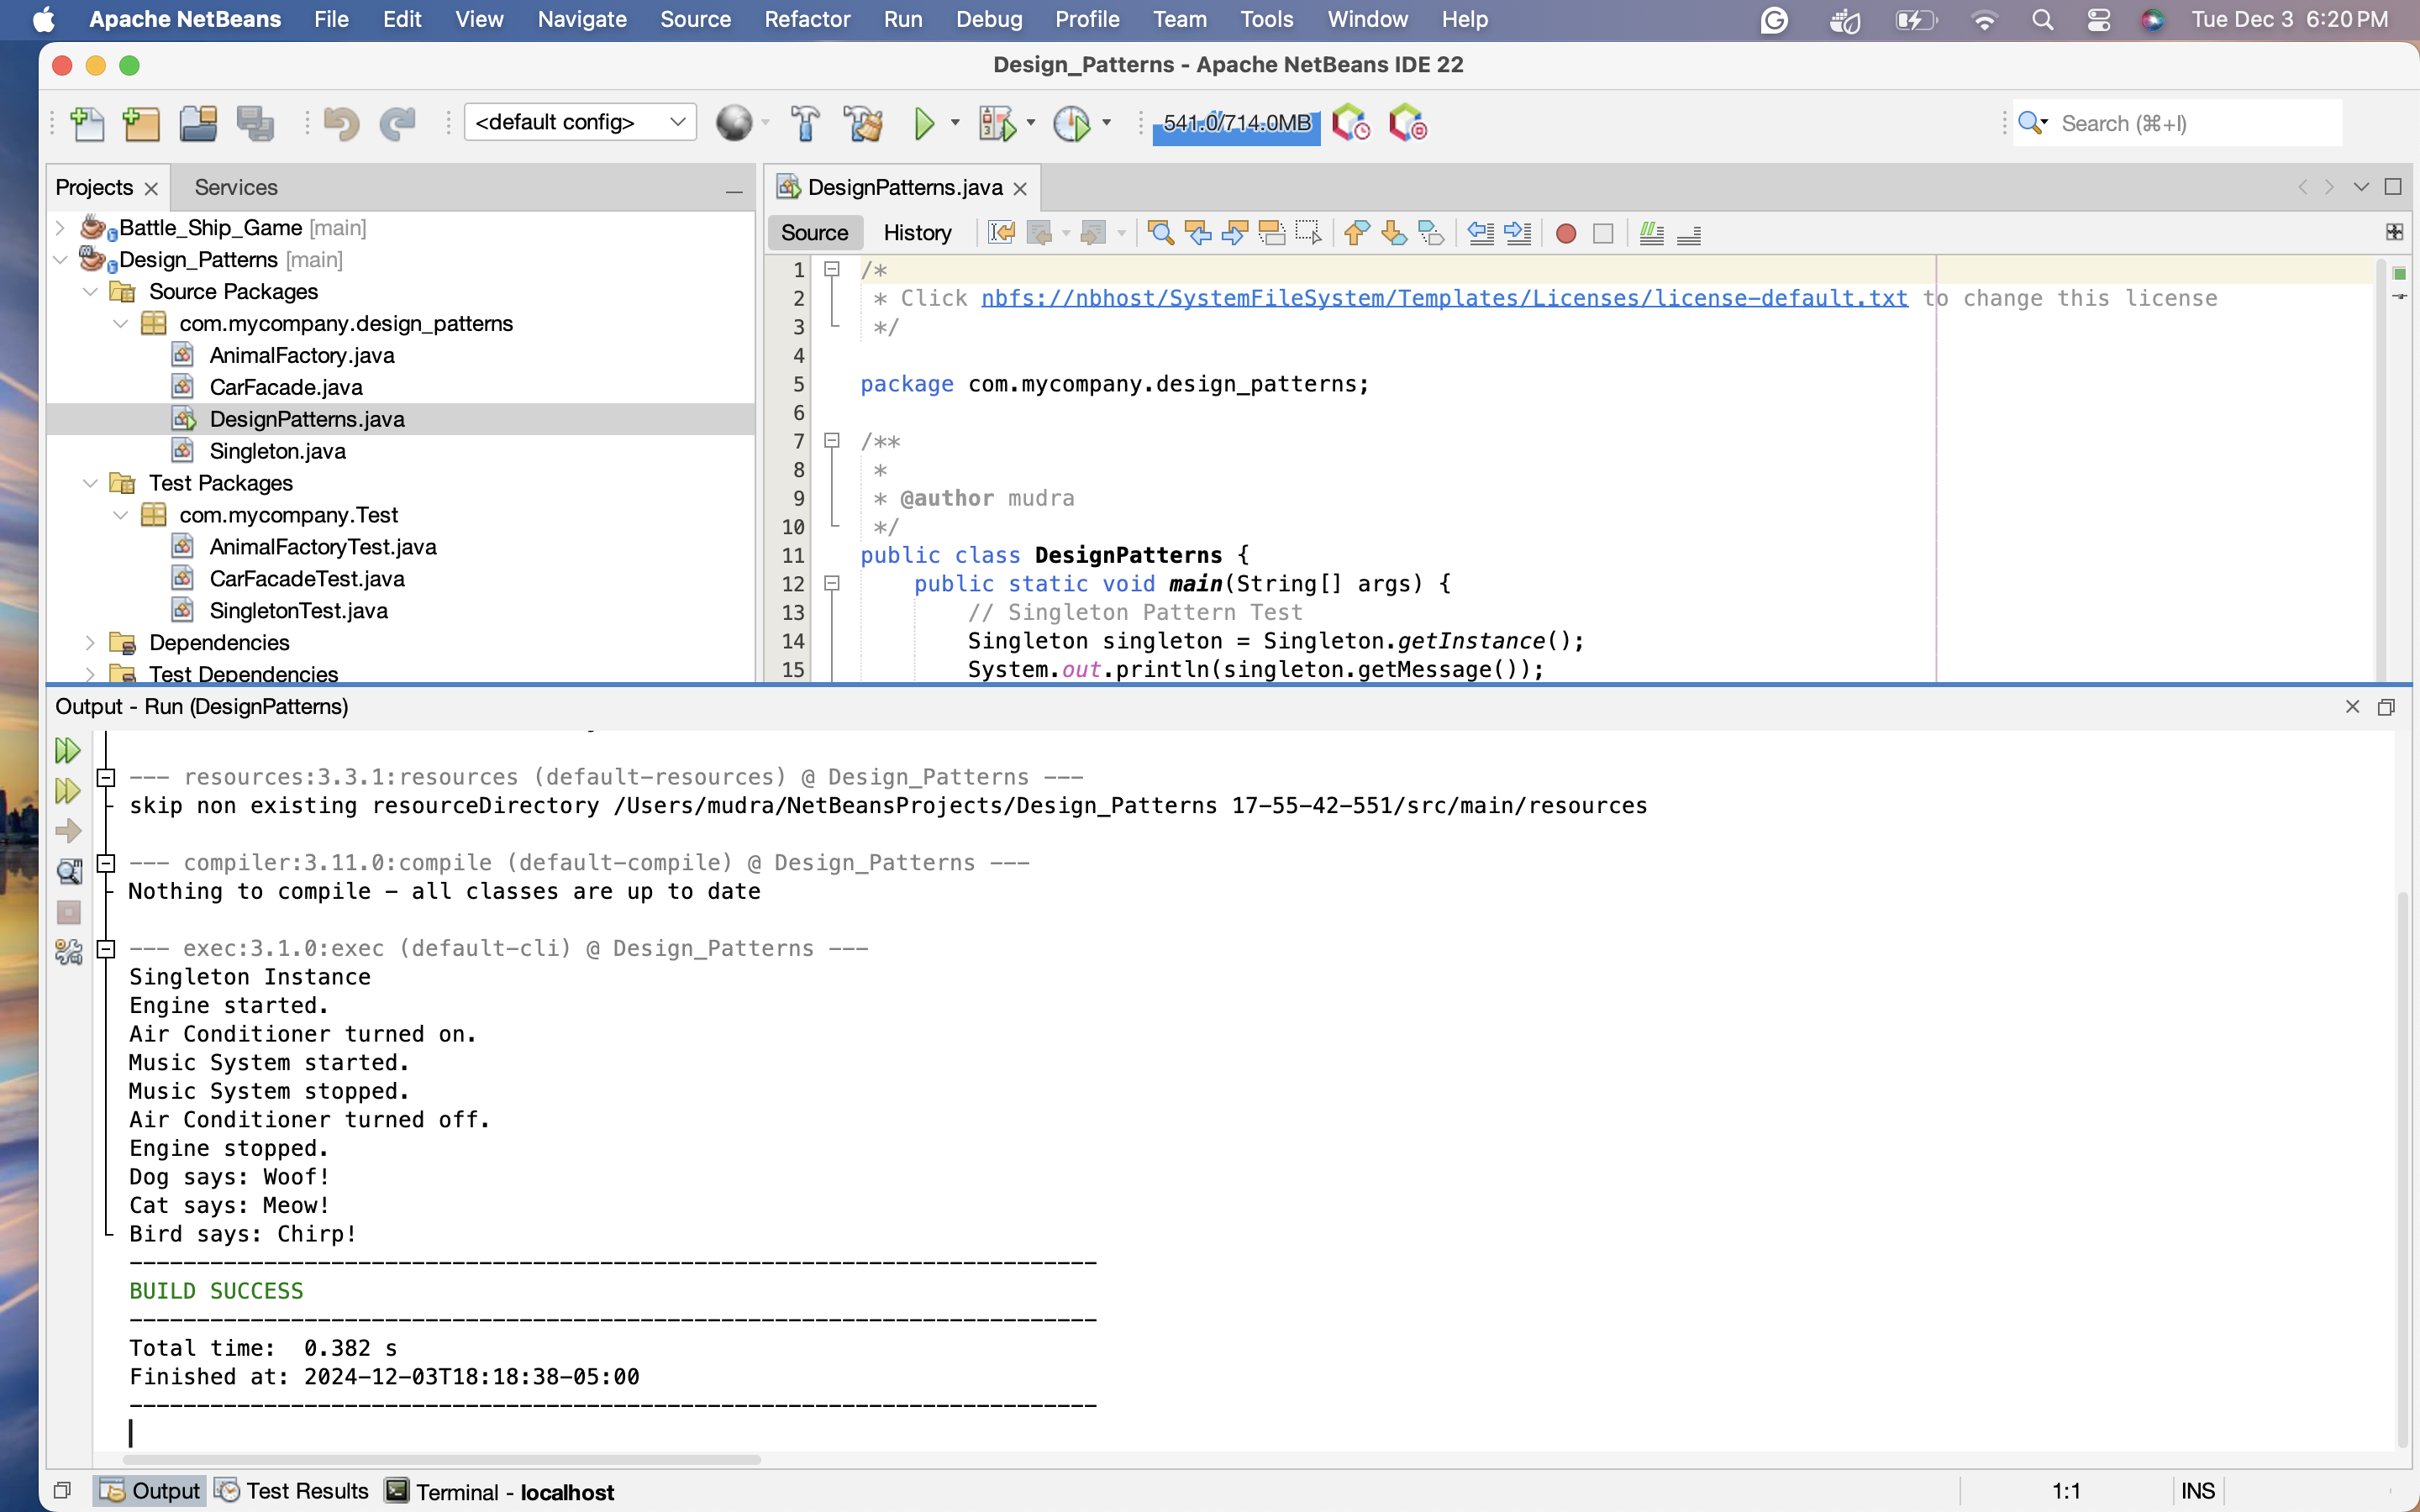 Apache NetBeans File Edit View Navigate Source Refactor Run Debug Profile Team Tools Window Help Tue Dec 3 6:20 PM
Design_Patterns - Apache NetBeans IDE 22
<default config> 541.0/714.0MB Search (⌘+I)
Projects Services
DesignPatterns.java
Battle_Ship_Game [main]
Design_Patterns [main]
Source Packages
com.mycompany.design_patterns
AnimalFactory.java
CarFacade.java
DesignPatterns.java
Singleton.java
Test Packages
com.mycompany.Test
AnimalFactoryTest.java
CarFacadeTest.java
SingletonTest.java
Dependencies
Test Dependencies
Source History
1 /*
2 * Click nbfs://nbhost/SystemFileSystem/Templates/Licenses/license-default.txt to change this license
3 */
4
5 package com.mycompany.design_patterns;
6
7 /**
8 *
9 * @author mudra
10 */
11 public class DesignPatterns {
12 public static void main(String[] args) {
13 // Singleton Pattern Test
14 Singleton singleton = Singleton.getInstance();
15 System.out.println(singleton.getMessage());
Output - Run (DesignPatterns)
--- resources:3.3.1:resources (default-resources) @ Design_Patterns ---
skip non existing resourceDirectory /Users/mudra/NetBeansProjects/Design_Patterns 17-55-42-551/src/main/resources
--- compiler:3.11.0:compile (default-compile) @ Design_Patterns ---
Nothing to compile - all classes are up to date
--- exec:3.1.0:exec (default-cli) @ Design_Patterns ---
Singleton Instance
Engine started.
Air Conditioner turned on.
Music System started.
Music System stopped.
Air Conditioner turned off.
Engine stopped.
Dog says: Woof!
Cat says: Meow!
Bird says: Chirp!
------------------------------------------------------------------------
BUILD SUCCESS
------------------------------------------------------------------------
Total time:  0.382 s
Finished at: 2024-12-03T18:18:38-05:00
------------------------------------------------------------------------
Output Test Results Terminal - localhost 1:1 INS